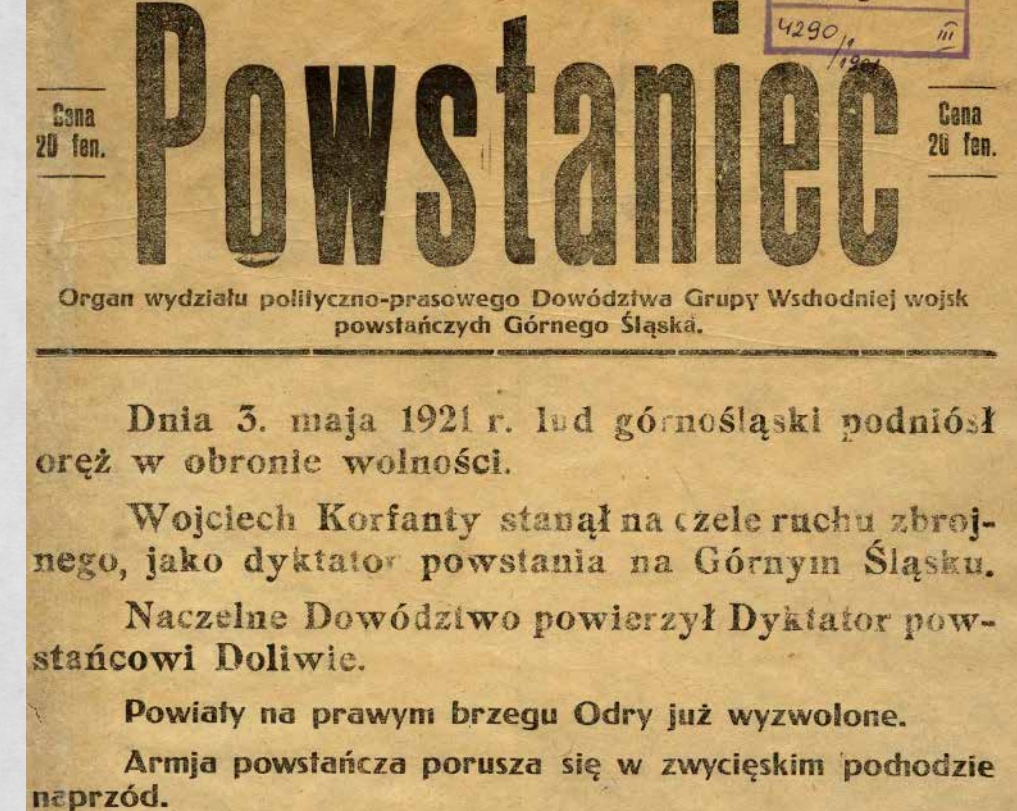 4290/1
1921
III
Powstaniec
Cena
20 fen.
Cena
20 fen.
Organ wydziału polityczno-prasowego Dowództwa Grupy Wschodniej wojsk
powstańczych Górnego Śląska.
Dnia 3. maja 1921 r. lud górnośląski podniósł
oręż w obronie wolności.
Wojciech Korfanty stanął na czele ruchu zbroj-
nego, jako dyktator powstania na Górnym Śląsku.
Naczelne Dowództwo powierzył Dyktator pow-
stańcowi Doliwie.
Powiaty na prawym brzegu Odry już wyzwolone.
Armja powstańcza porusza się w zwycięskim pochodzie
naprzód.